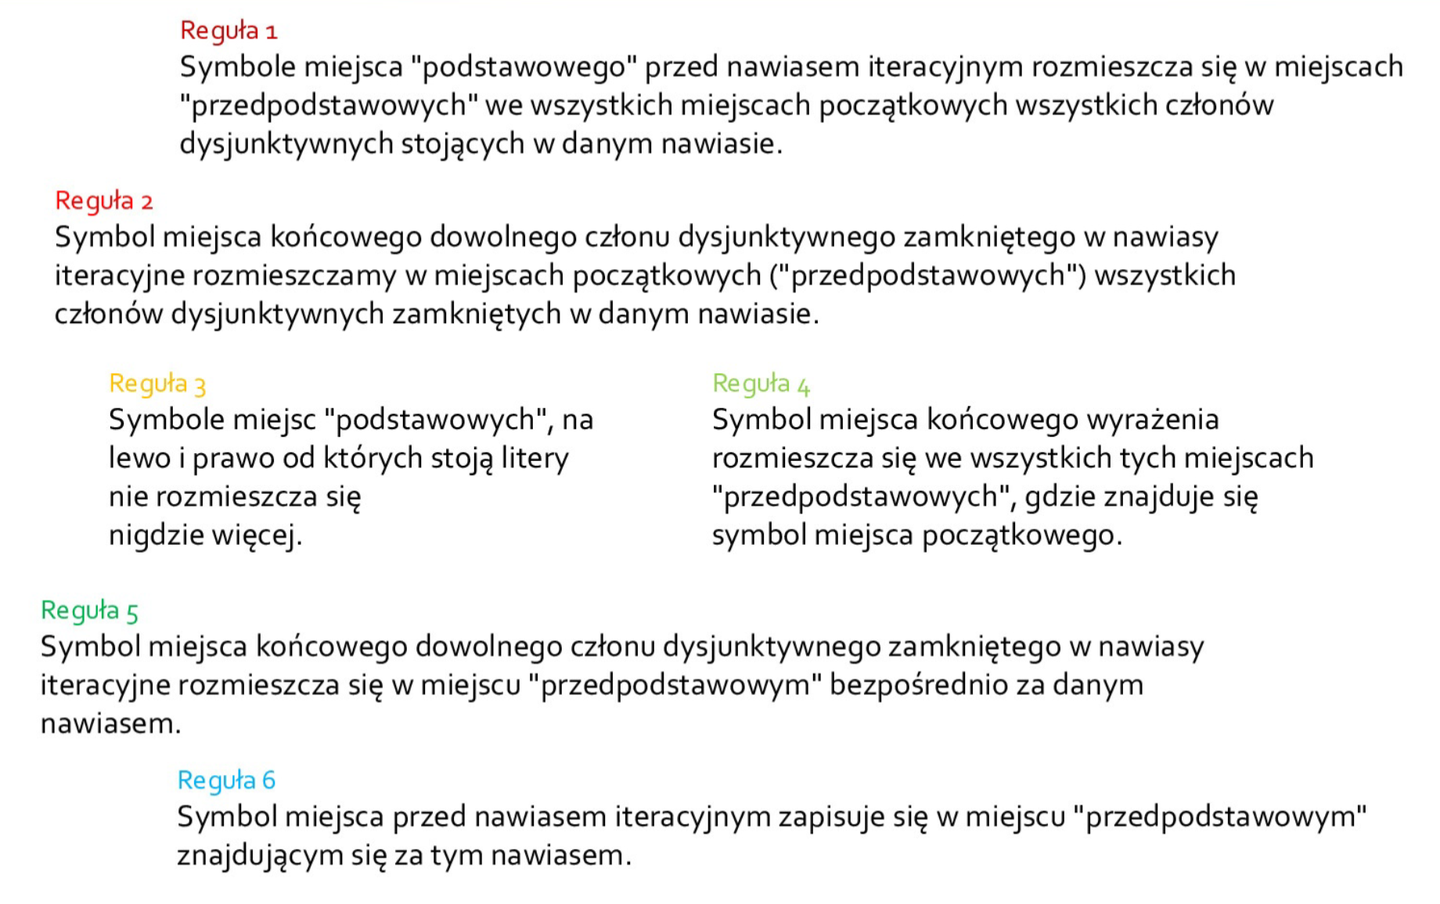 Reguła 1
Symbole miejsca "podstawowego" przed nawiasem iteracyjnym rozmieszcza się w miejscach
"przedpodstawowych" we wszystkich miejscach początkowych wszystkich członów
dysjunktywnych stojących w danym nawiasie.
Reguła 2
Symbol miejsca końcowego dowolnego członu dysjunktywnego zamkniętego w nawiasy
iteracyjne rozmieszczamy w miejscach początkowych ("przedpodstawowych") wszystkich
członów dysjunktywnych zamkniętych w danym nawiasie.
Reguła 3
Symbole miejsc "podstawowych", na
lewo i prawo od których stoją litery
nie rozmieszcza się
nigdzie więcej.
Reguła 4
Symbol miejsca końcowego wyrażenia
rozmieszcza się we wszystkich tych miejscach
"przedpodstawowych", gdzie znajduje się
symbol miejsca początkowego.
Reguła 5
Symbol miejsca końcowego dowolnego członu dysjunktywnego zamkniętego w nawiasy
iteracyjne rozmieszcza się w miejscu "przedpodstawowym" bezpośrednio za danym
nawiasem.
Reguła 6
Symbol miejsca przed nawiasem iteracyjnym zapisuje się w miejscu "przedpodstawowym"
znajdującym się za tym nawiasem.